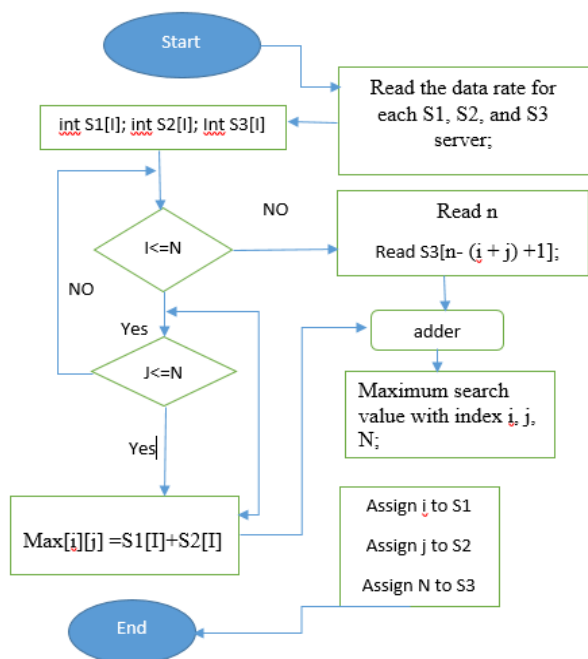 Start
Read the data rate for
each S1, S2, and S3
server;
int S1[I]; int S2[I]; Int S3[I]
NO
I<=N
Read n
Read S3[n- (i + j) +1];
NO
Yes
adder
J<=N
Maximum search
value with index i, j,
N;
Yes
Max[i][j] =S1[I]+S2[I]
Assign i to S1
Assign j to S2
Assign N to S3
End